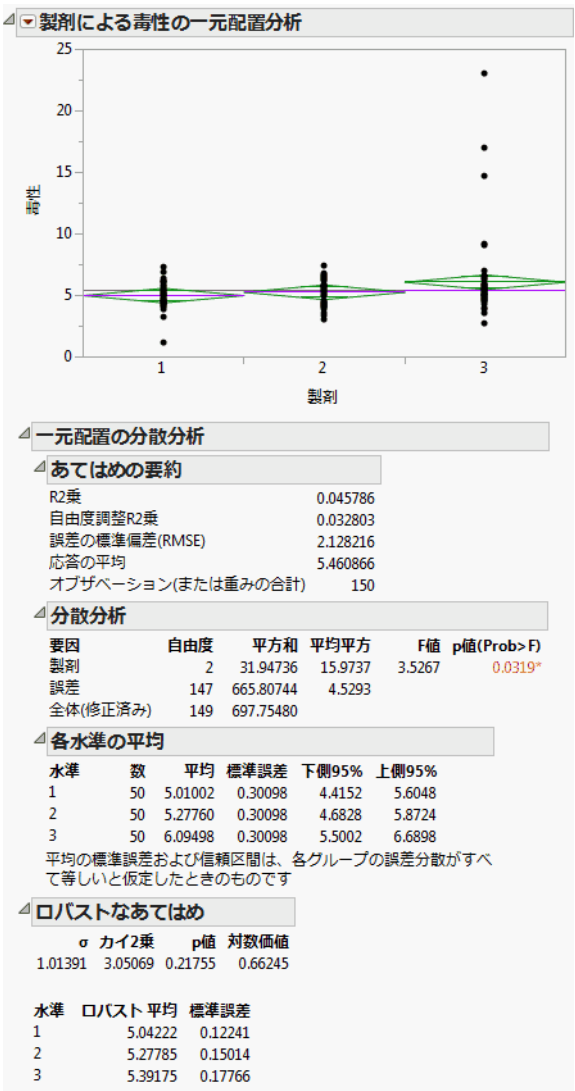 製剤による毒性の一元配置分析
25
20
15
10
5
0
毒性
1 2 3
製剤
一元配置の分散分析
あてはめの要約
R2乗 0.045786
自由度調整R2乗 0.032803
誤差の標準偏差(RMSE) 2.128216
応答の平均 5.460866
オブザベーション(または重みの合計) 150
分散分析
要因 自由度 平方和 平均平方 F値 p値(Prob>F)
製剤 2 31.94736 15.9737 3.5267 0.0319*
誤差 147 665.80744 4.5293
全体(修正済み) 149 697.75480
各水準の平均
水準 数 平均 標準誤差 下側95% 上側95%
1 50 5.01002 0.30098 4.4152 5.6048
2 50 5.27760 0.30098 4.6828 5.8724
3 50 6.09498 0.30098 5.5002 6.6898
平均の標準誤差および信頼区間は、各グループの誤差分散がすべ
て等しいと仮定したときのものです
ロバストなあてはめ
σ カイ2乗 p値 対数価値
1.01391 3.05069 0.21755 0.66245
水準 ロバスト 平均 標準誤差
1 5.04222 0.12241
2 5.27785 0.15014
3 5.39175 0.17766